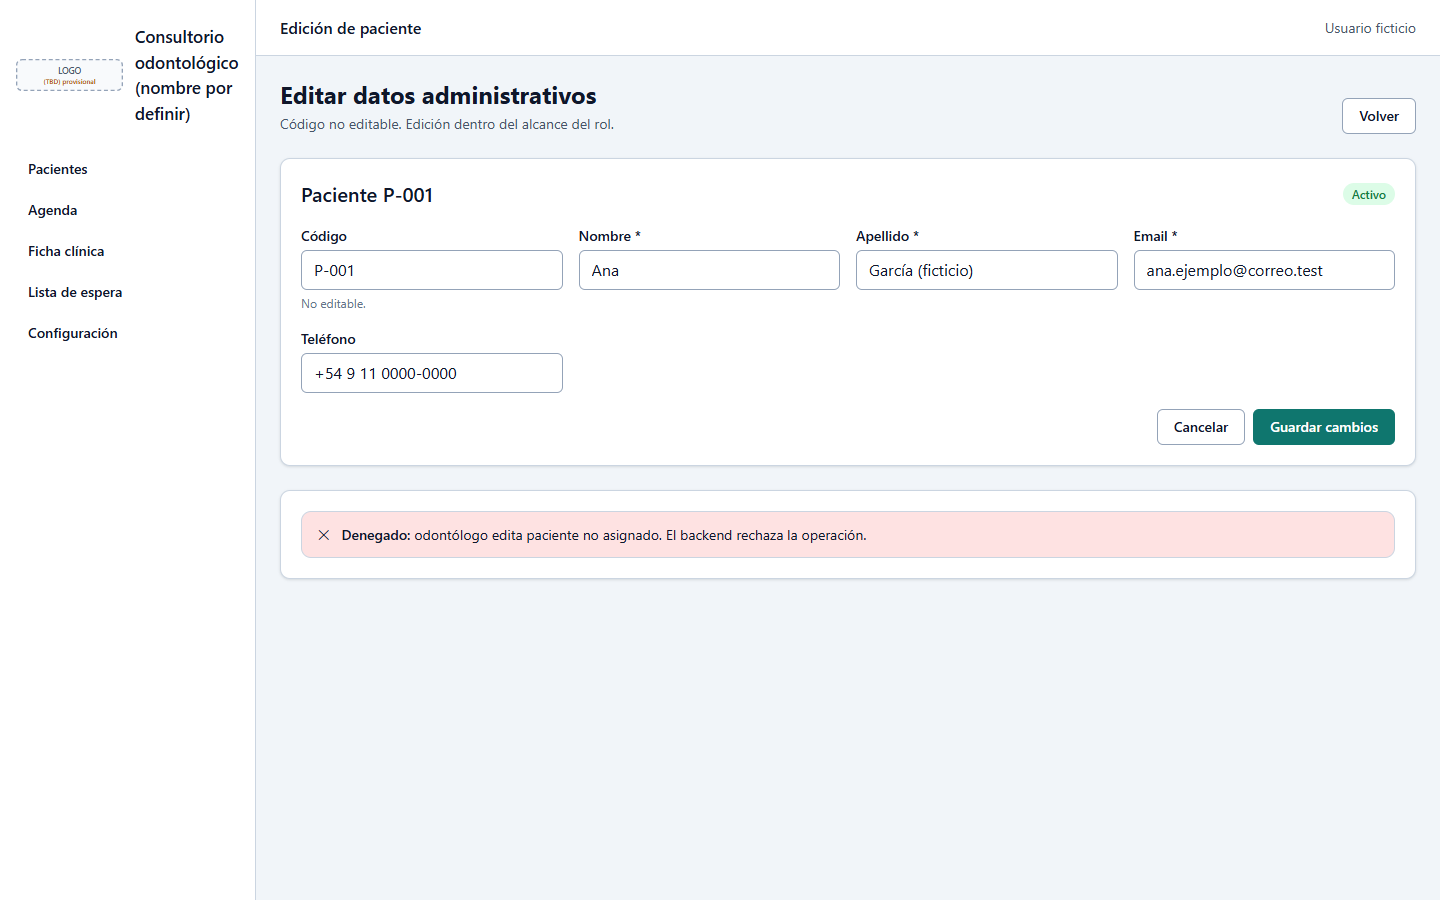 LOGO
(TBD) provisional
Consultorio
odontológico
(nombre por
definir)
Pacientes
Agenda
Ficha clínica
Lista de espera
Configuración
Edición de paciente
Usuario ficticio
Editar datos administrativos
Código no editable. Edición dentro del alcance del rol.
Volver
Paciente P-001
Activo
Código
Nombre *
Apellido *
Email *
P-001
Ana
García (ficticio)
ana.ejemplo@correo.test
No editable.
Teléfono
+54 9 11 0000-0000
Cancelar
Guardar cambios
Denegado: odontólogo edita paciente no asignado. El backend rechaza la operación.